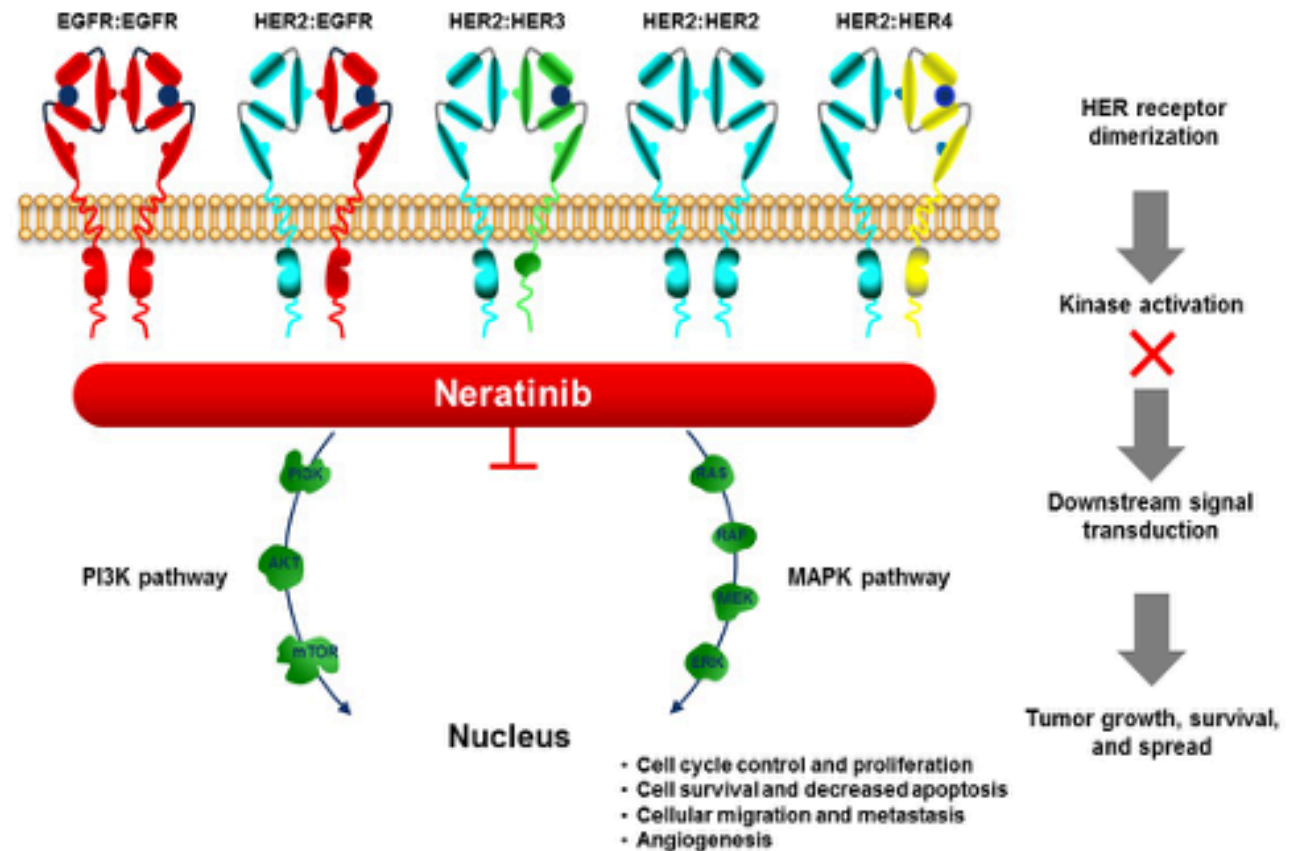 EGFR:EGFR
HER2:EGFR
HER2:HER3
HER2:HER2
HER2:HER4
HER receptor
dimerization
Kinase activation
Neratinib
PI3K
AKT
mTOR
PI3K pathway
RAS
RAF
MEK
ERK
MAPK pathway
Downstream signal
transduction
Nucleus
Tumor growth, survival,
and spread
• Cell cycle control and proliferation
• Cell survival and decreased apoptosis
• Cellular migration and metastasis
• Angiogenesis